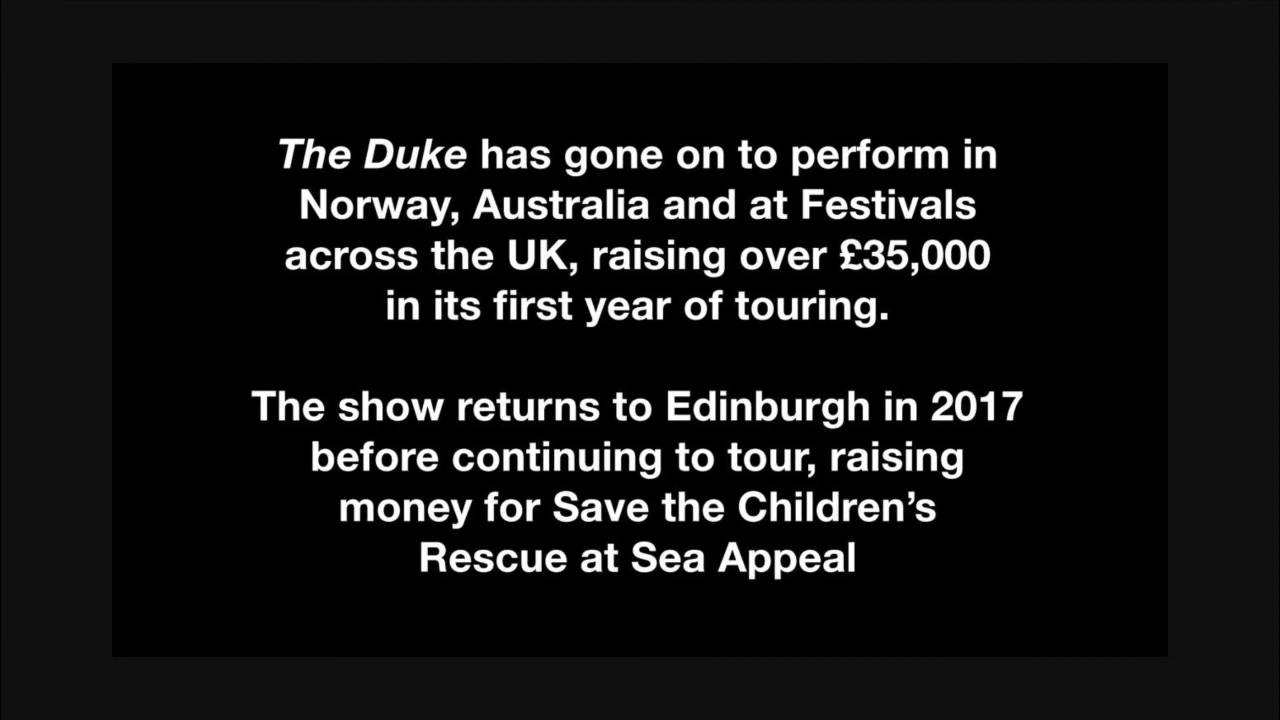 The Duke has gone on to perform in
Norway, Australia and at Festivals
across the UK, raising over £35,000
in its first year of touring.
The show returns to Edinburgh in 2017
before continuing to tour, raising
money for Save the Children’s
Rescue at Sea Appeal